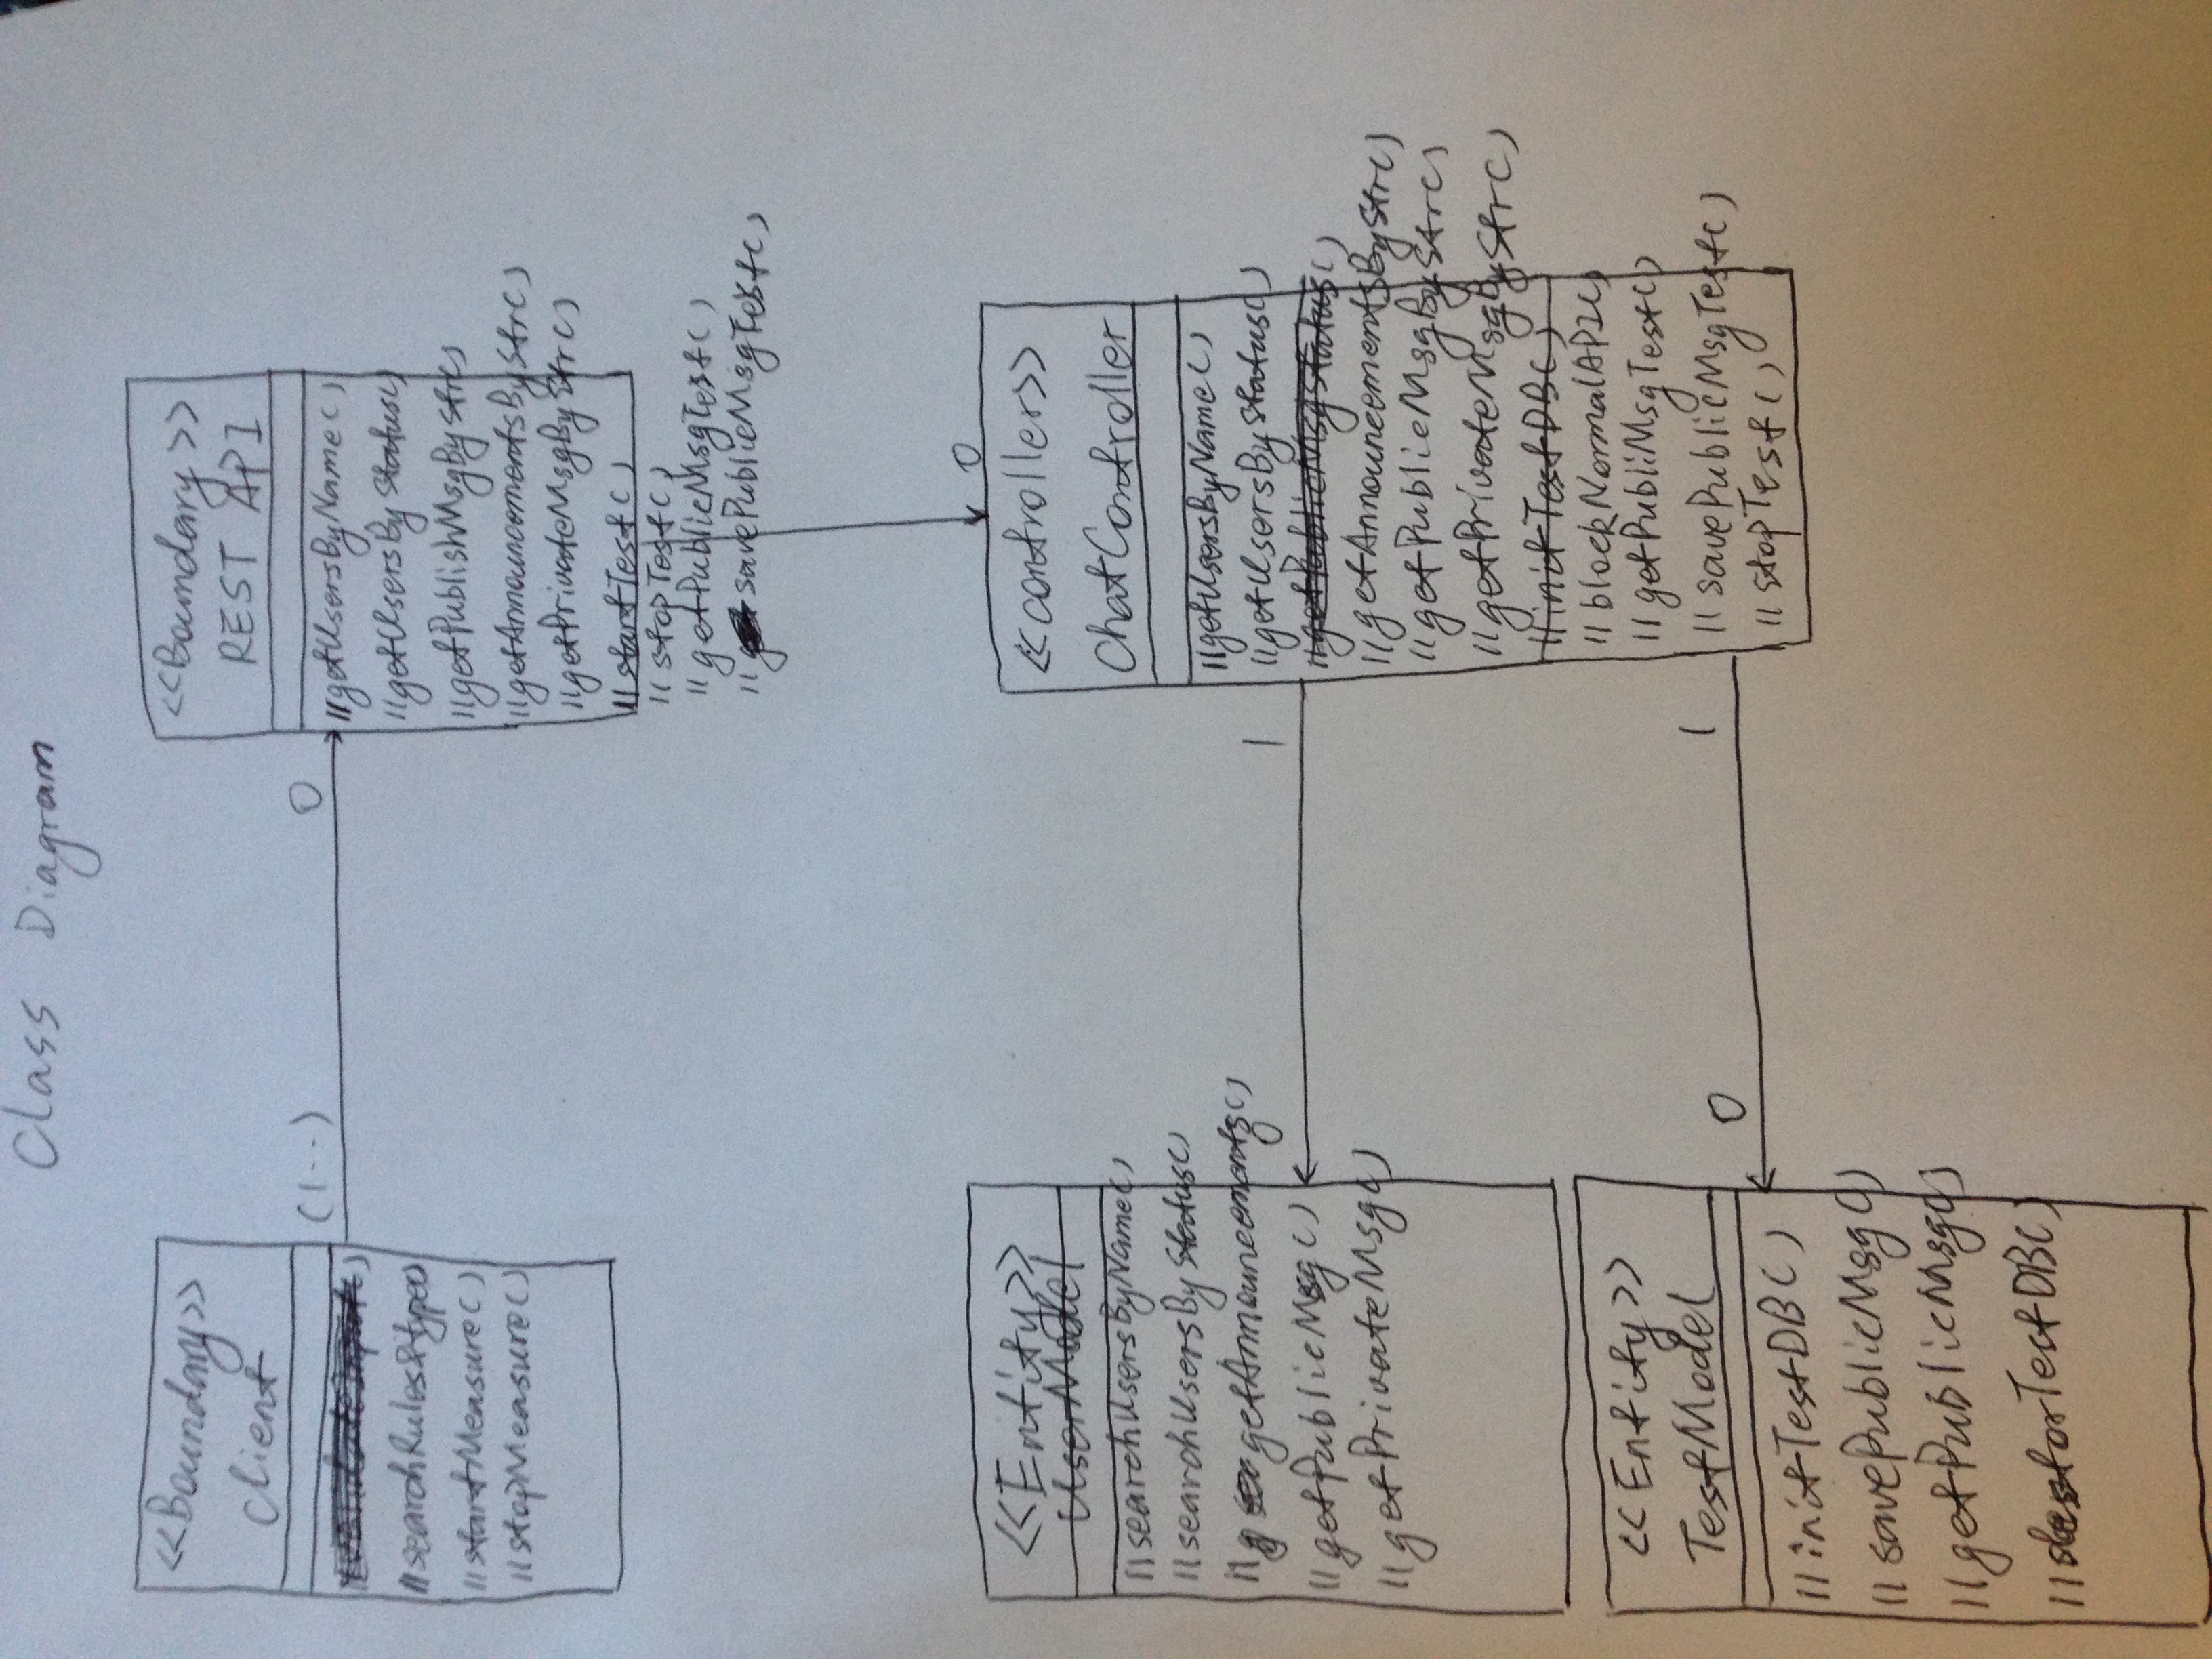 Class Diagram
<<Boundary>>
Client
//validateInput()
//searchRules&type()
//startMeasure()
//stopMeasure()
(1..)
0
<<Boundary>>
REST API
//getUsersByName()
//getUsersByStatus()
//getPublishMsgByStr()
//getAnnouncementsByStr()
//getPrivateMsgByStr()
//startTest()
//stopTest()
//getPublicMsgTest()
//savePublicMsgTest()
0
<<Entity>>
UserModel
//searchUsersByName()
//searchUsersByStatus()
//getAnnouncements()
//getPublicMsg()
//getPrivateMsg()
0
1
<<controller>>
ChatController
//getUsersByName()
//getUsersByStatus()
//getPublicMsgStatus()
//getAnnouncementsByStr()
//getPublicMsgByStr()
//getPrivateMsgByStr()
//initTestDB()
//blockNormalAPI()
//getPubliMsgTest()
//savePublicMsgTest()
//stopTest()
<<Entity>>
TestModel
//initTestDB()
//savePublicMsg()
//getPublicMsg()
//destorTestDB()
0
1